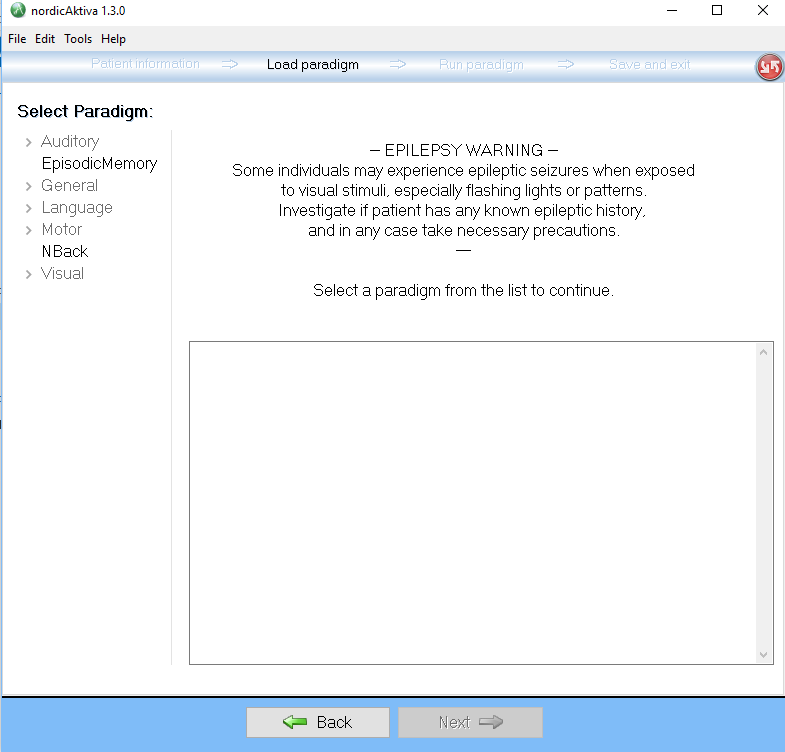 nordicAktiva 1.3.0
File Edit Tools Help
Patient information => Load paradigm => Run paradigm => Save and exit
Select Paradigm:
> Auditory
EpisodicMemory
> General
> Language
> Motor
NBack
> Visual
– EPILEPSY WARNING –
Some individuals may experience epileptic seizures when exposed
to visual stimuli, especially flashing lights or patterns.
Investigate if patient has any known epileptic history,
and in any case take necessary precautions.
—
Select a paradigm from the list to continue.
Back Next